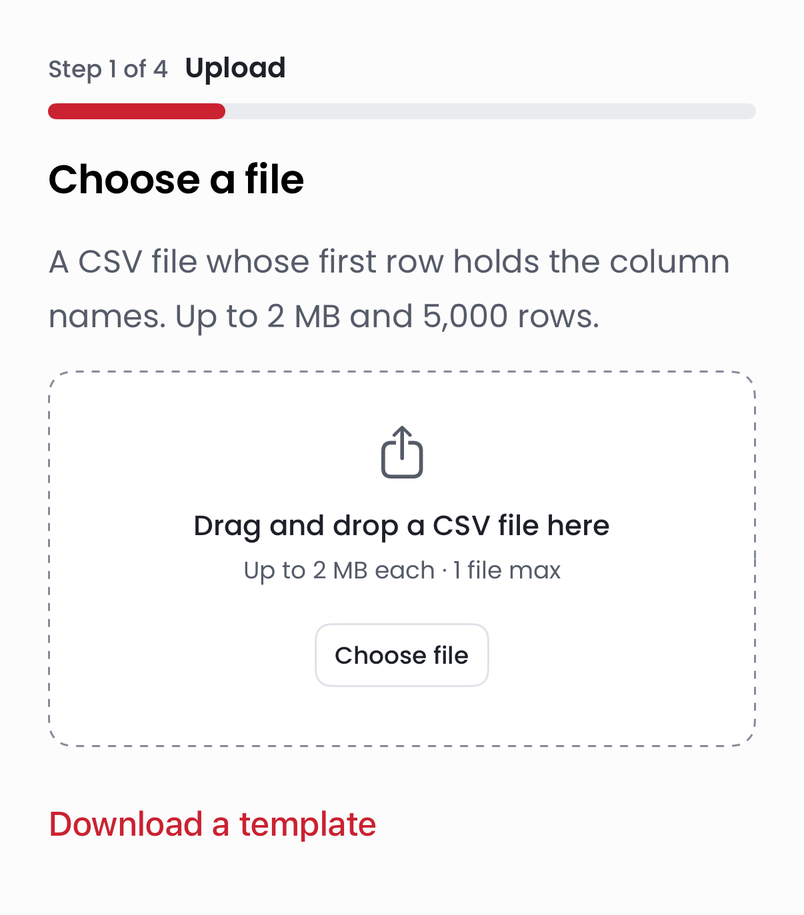 Step 1 of 4 Upload
Choose a file
A CSV file whose first row holds the column
names. Up to 2 MB and 5,000 rows.
Drag and drop a CSV file here
Up to 2 MB each · 1 file max
Choose file
Download a template